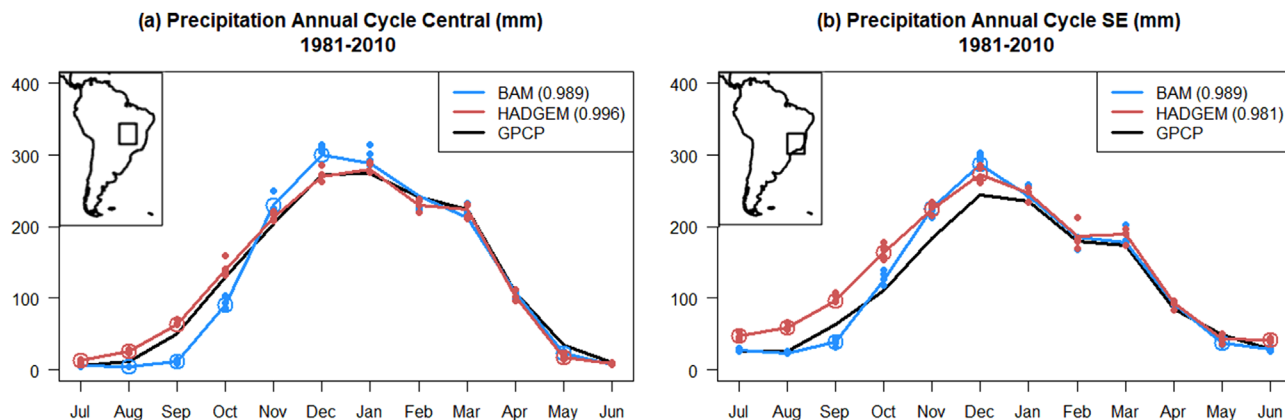 (a) Precipitation Annual Cycle Central (mm)
1981-2010
400
300
200
100
0
BAM (0.989)
HADGEM (0.996)
GPCP
Jul Aug Sep Oct Nov Dec Jan Feb Mar Apr May Jun
(b) Precipitation Annual Cycle SE (mm)
1981-2010
400
300
200
100
0
BAM (0.989)
HADGEM (0.981)
GPCP
Jul Aug Sep Oct Nov Dec Jan Feb Mar Apr May Jun